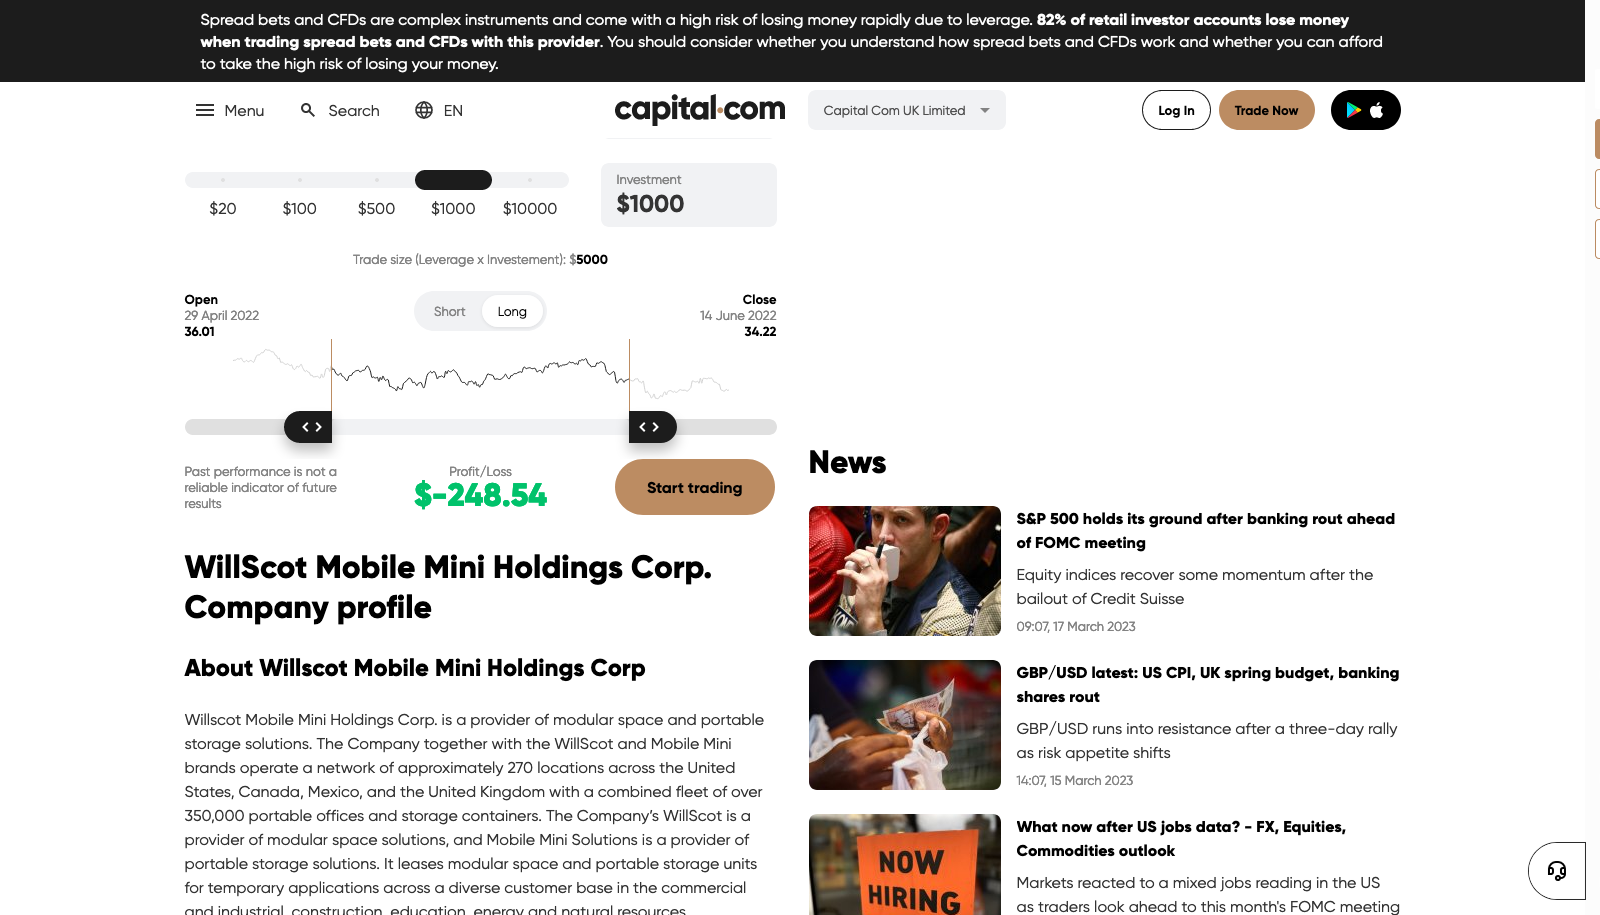 Spread bets and CFDs are complex instruments and come with a high risk of losing money rapidly due to leverage. 82% of retail investor accounts lose money
when trading spread bets and CFDs with this provider. You should consider whether you understand how spread bets and CFDs work and whether you can afford
to take the high risk of losing your money.
Menu
Search
EN
capital.com
Capital Com UK Limited
Log In
Trade Now
$20
$100
$500
$1000
$10000
Investment
$1000
Trade size (Leverage x Investement): $5000
Open
29 April 2022
36.01
Short
Long
Close
14 June 2022
34.22
Past performance is not a
reliable indicator of future
results
Profit/Loss
$-248.54
Start trading
WillScot Mobile Mini Holdings Corp.
Company profile
About Willscot Mobile Mini Holdings Corp
Willscot Mobile Mini Holdings Corp. is a provider of modular space and portable
storage solutions. The Company together with the WillScot and Mobile Mini
brands operate a network of approximately 270 locations across the United
States, Canada, Mexico, and the United Kingdom with a combined fleet of over
350,000 portable offices and storage containers. The Company's WillScot is a
provider of modular space solutions, and Mobile Mini Solutions is a provider of
portable storage solutions. It leases modular space and portable storage units
for temporary applications across a diverse customer base in the commercial
and industrial, construction, education, energy and natural resources,
News
S&P 500 holds its ground after banking rout ahead
of FOMC meeting
Equity indices recover some momentum after the
bailout of Credit Suisse
09:07, 17 March 2023
GBP/USD latest: US CPI, UK spring budget, banking
shares rout
GBP/USD runs into resistance after a three-day rally
as risk appetite shifts
14:07, 15 March 2023
NOW
HIRING
What now after US jobs data? - FX, Equities,
Commodities outlook
Markets reacted to a mixed jobs reading in the US
as traders look ahead to this month's FOMC meeting